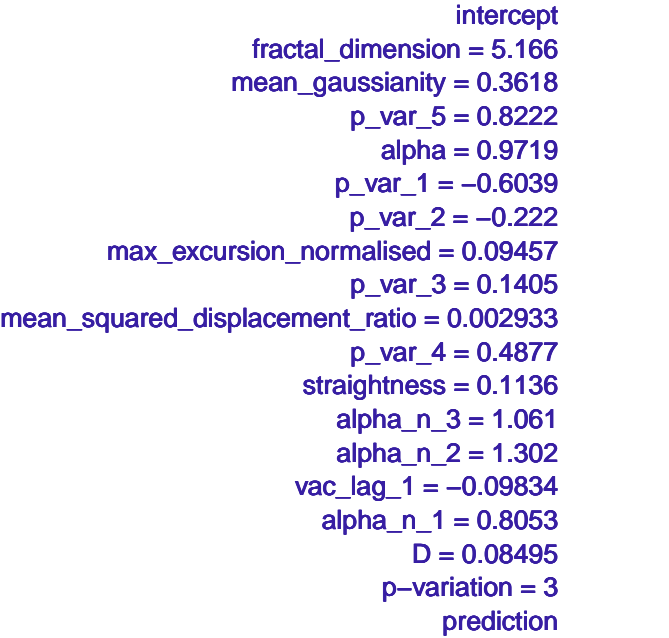 intercept
fractal_dimension = 5.166
mean_gaussianity = 0.3618
p_var_5 = 0.8222
alpha = 0.9719
p_var_1 = −0.6039
p_var_2 = −0.222
max_excursion_normalised = 0.09457
p_var_3 = 0.1405
mean_squared_displacement_ratio = 0.002933
p_var_4 = 0.4877
straightness = 0.1136
alpha_n_3 = 1.061
alpha_n_2 = 1.302
vac_lag_1 = −0.09834
alpha_n_1 = 0.8053
D = 0.08495
p−variation = 3
prediction